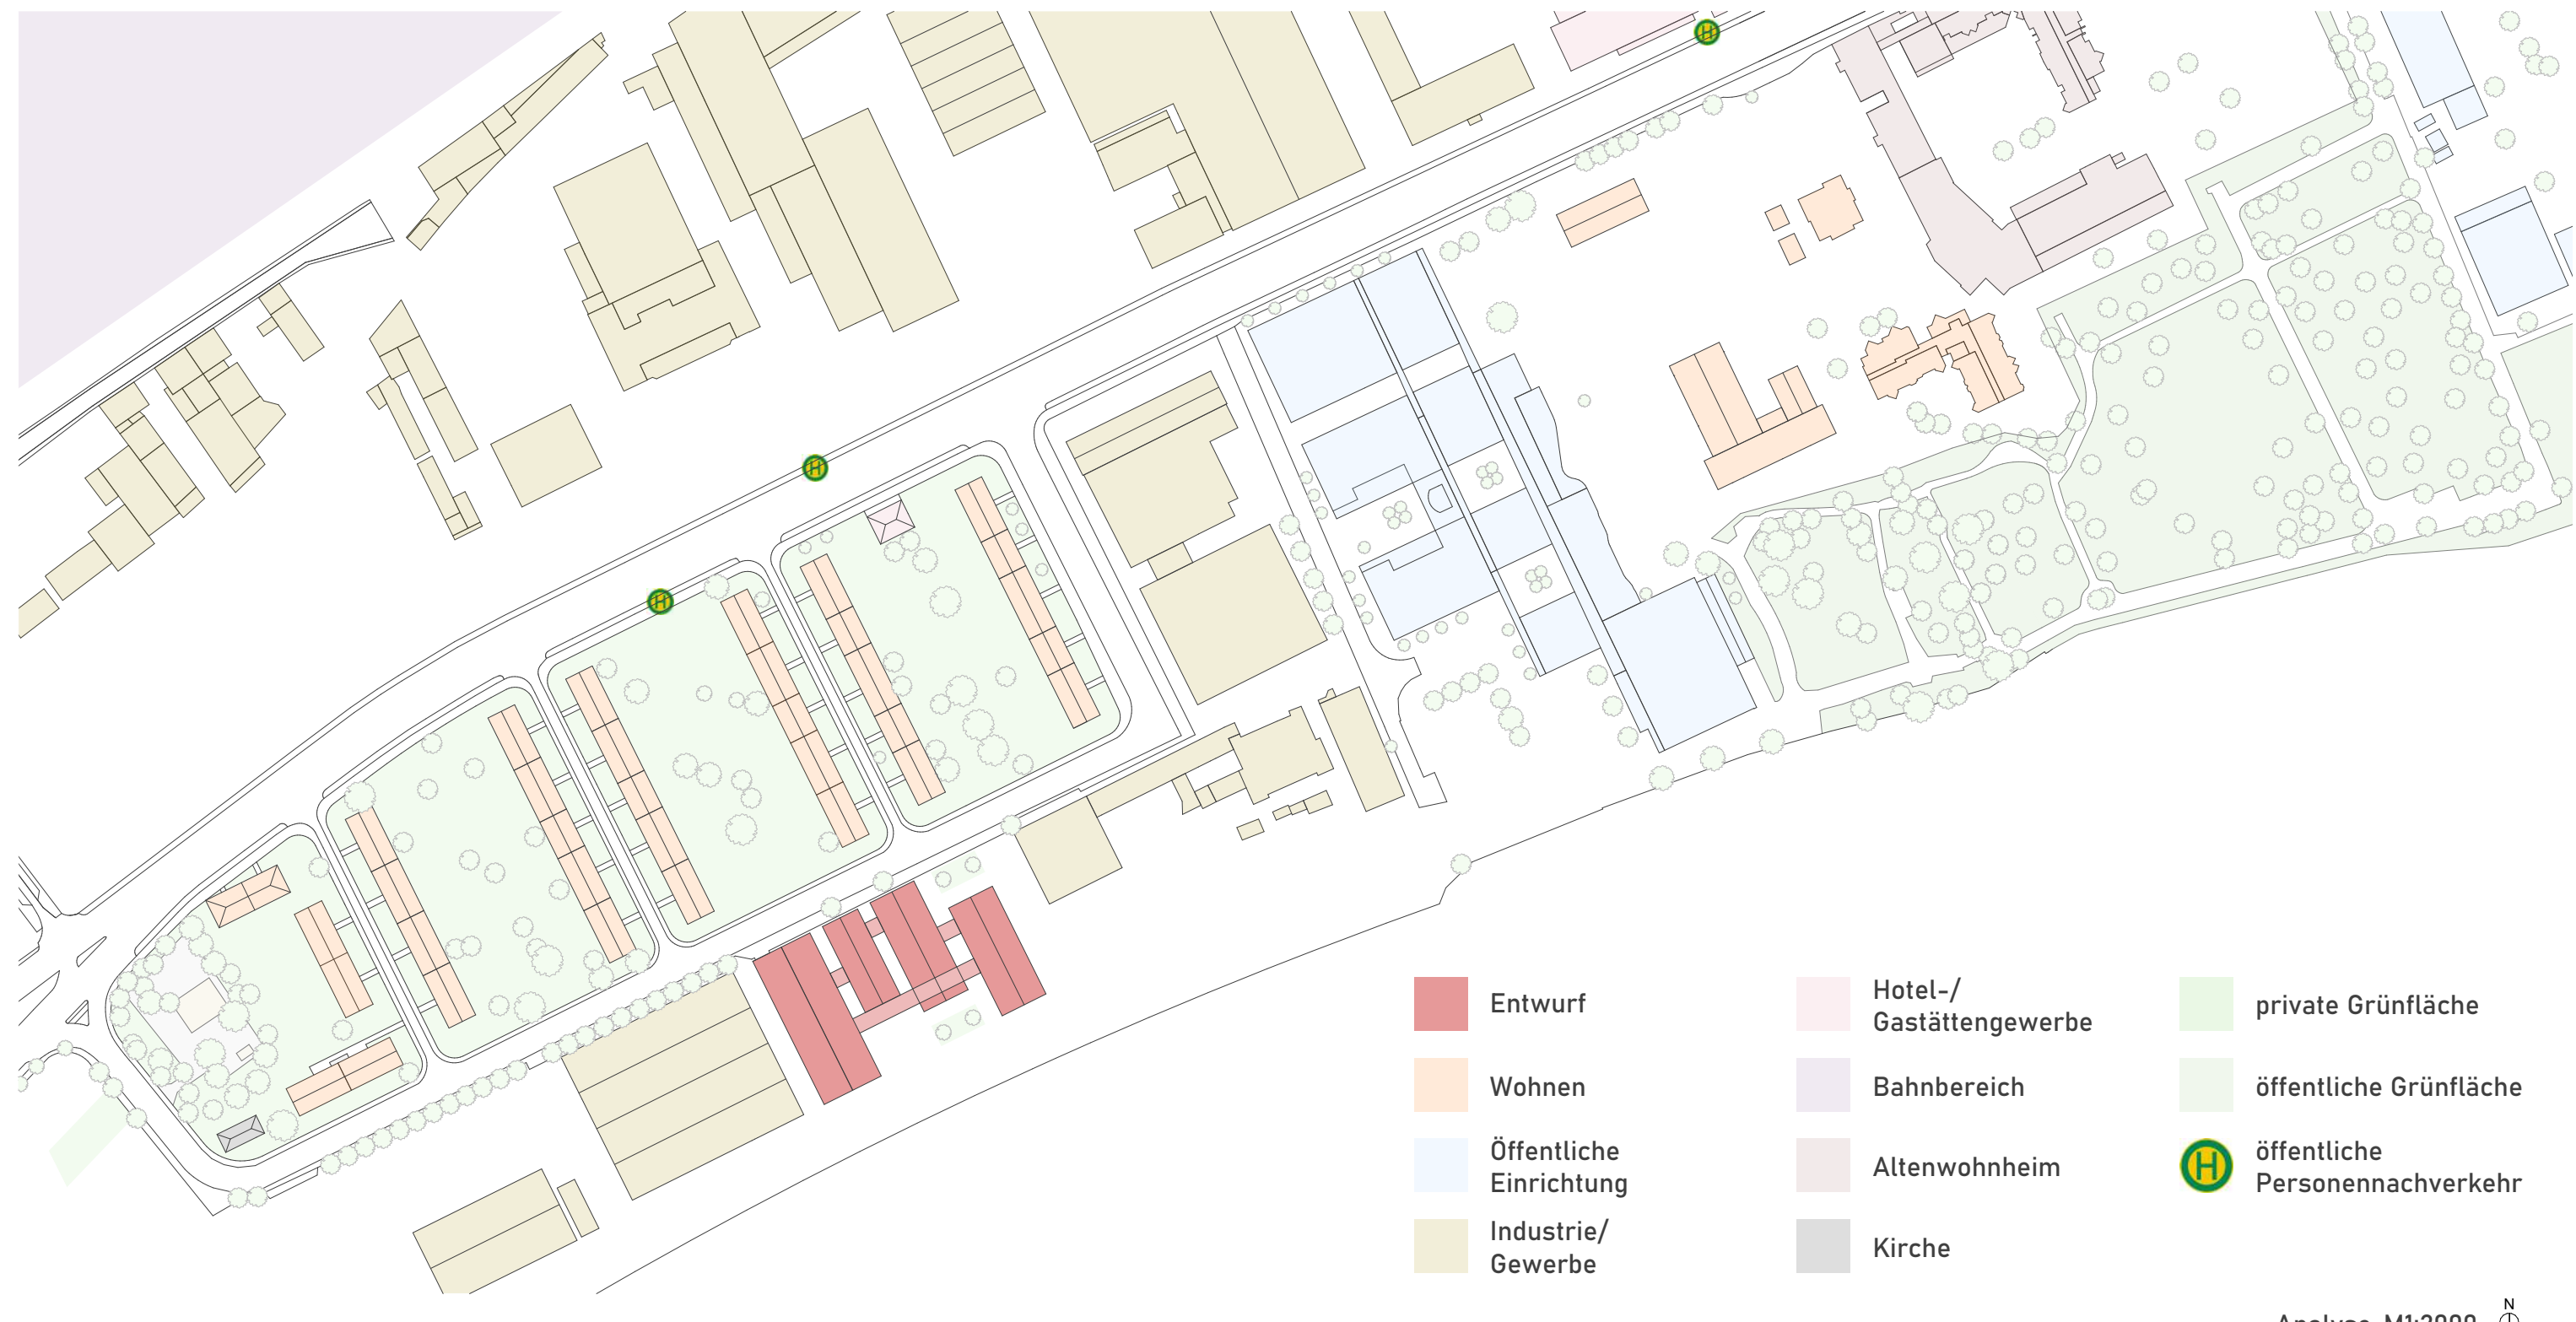 H
H
H
Entwurf
Wohnen
Öffentliche
Einrichtung
Industrie/
Gewerbe
Hotel-/
Gastättengewerbe
Bahnbereich
Altenwohnheim
Kirche
private Grünfläche
öffentliche Grünfläche
H
öffentliche
Personennachverkehr
N